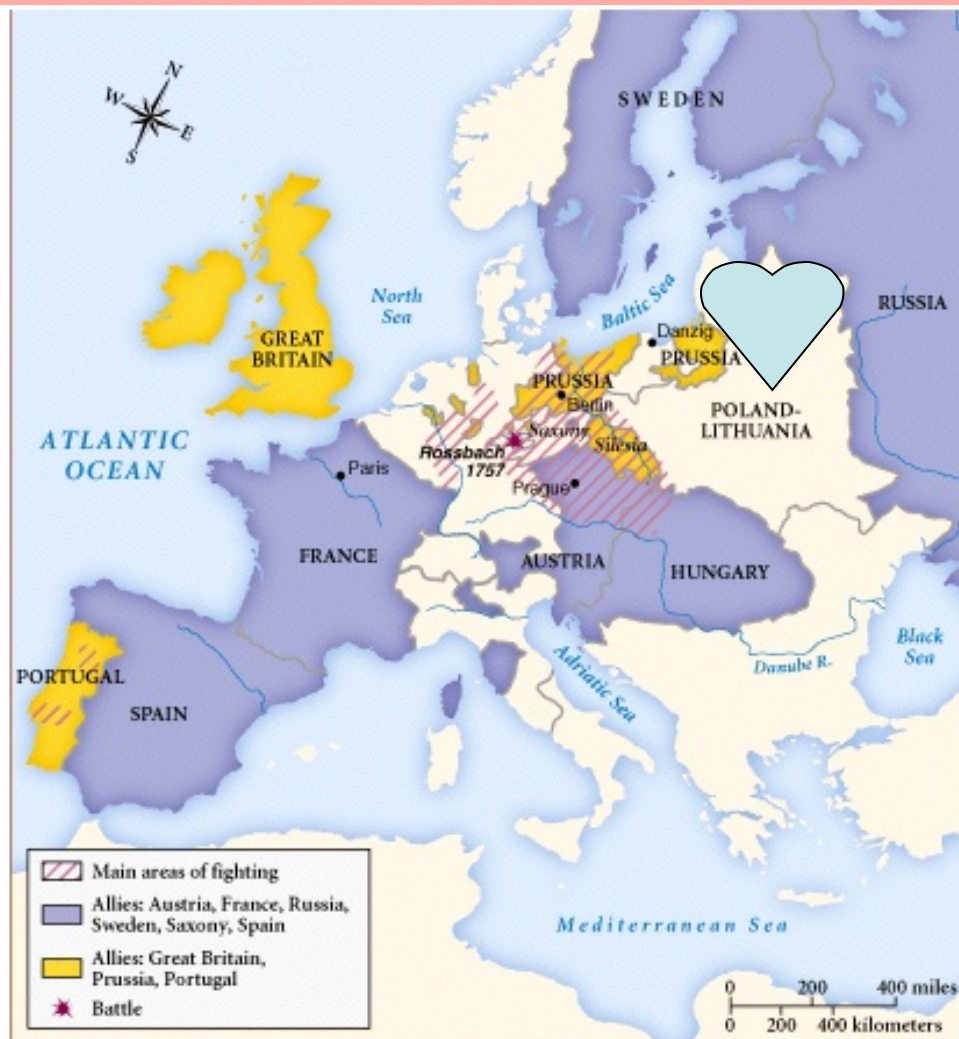 N
W
E
S
SWEDEN
North
Sea
Baltic Sea
RUSSIA
GREAT
BRITAIN
Danzig
PRUSSIA
PRUSSIA
Berlin
POLAND-
LITHUANIA
ATLANTIC
OCEAN
Saxony
Silesia
Rossbach
1757
Paris
Prague
FRANCE
AUSTRIA
HUNGARY
Black
Sea
Danube R.
Adriatic Sea
PORTUGAL
SPAIN
Main areas of fighting
Allies: Austria, France, Russia,
Sweden, Saxony, Spain
Allies: Great Britain,
Prussia, Portugal
Battle
Mediterranean Sea
0 200 400 miles
0 200 400 kilometers